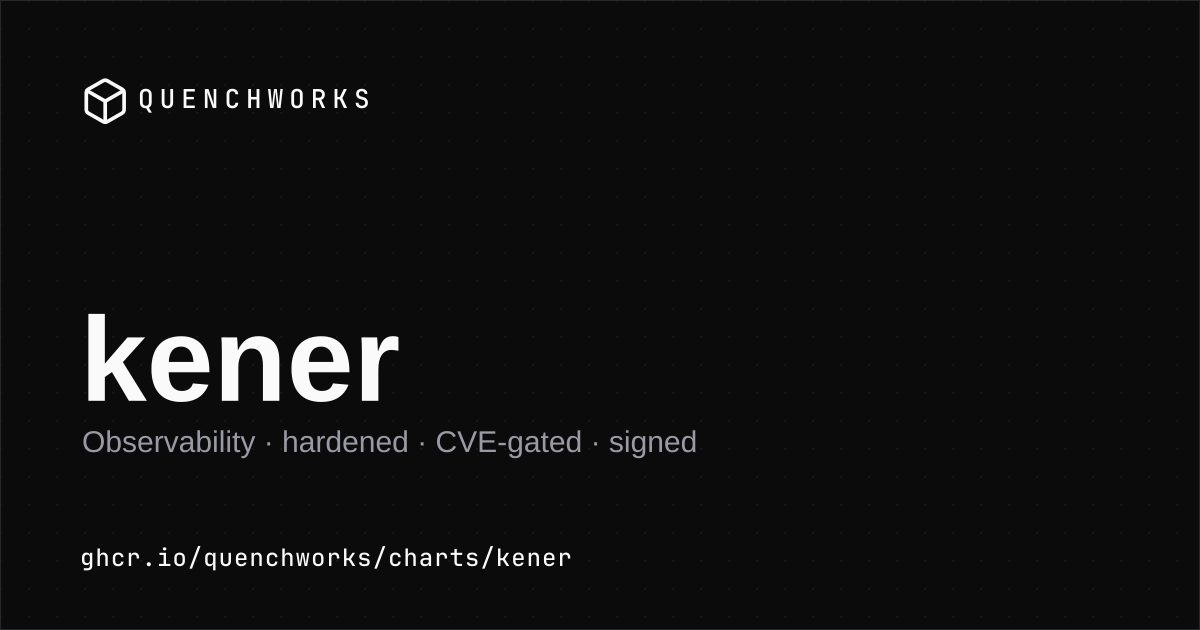 QUENCHWORKS
kener
Observability · hardened · CVE-gated · signed
ghcr.io/quenchworks/charts/kener